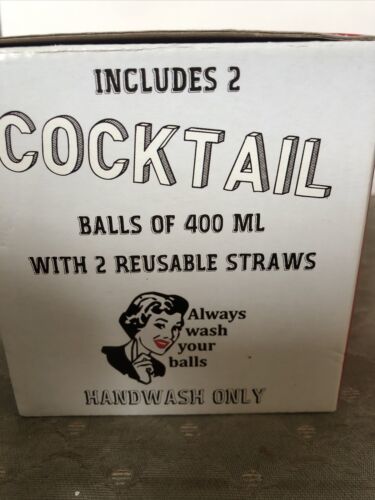 INCLUDES 2
COCKTAIL
BALLS OF 400 ML
WITH 2 REUSABLE STRAWS
Always
wash
your
balls
HANDWASH ONLY